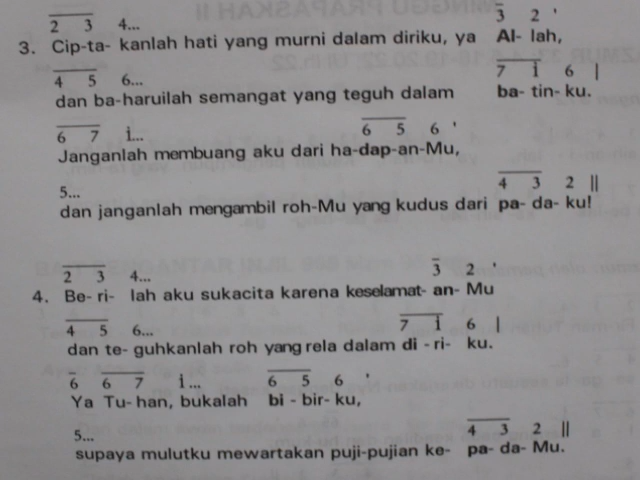 2 3 4... 3 2 '
3. Cip-ta- kanlah hati yang murni dalam diriku, ya Al- lah,
4 5 6... 7 i 6 |
dan ba-haruilah semangat yang teguh dalam ba- tin- ku.
6 7 i... 6 5 6 '
Janganlah membuang aku dari ha-dap-an-Mu,
5... 4 3 2 ||
dan janganlah mengambil roh-Mu yang kudus dari pa- da- ku!
2 3 4... 3 2 '
4. Be- ri- lah aku sukacita karena keselamat- an- Mu
4 5 6... 7 i 6 |
dan te- guhkanlah roh yang rela dalam di - ri- ku.
6 6 7 i... 6 5 6 '
Ya Tu- han, bukalah bi - bir- ku,
5... 4 3 2 ||
supaya mulutku mewartakan puji-pujian ke- pa- da- Mu.